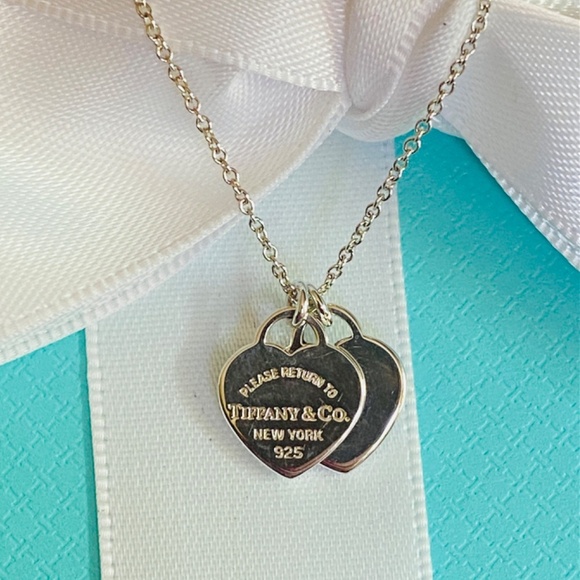 PLEASE RETURN TO
TIFFANY & CO.
NEW YORK
925